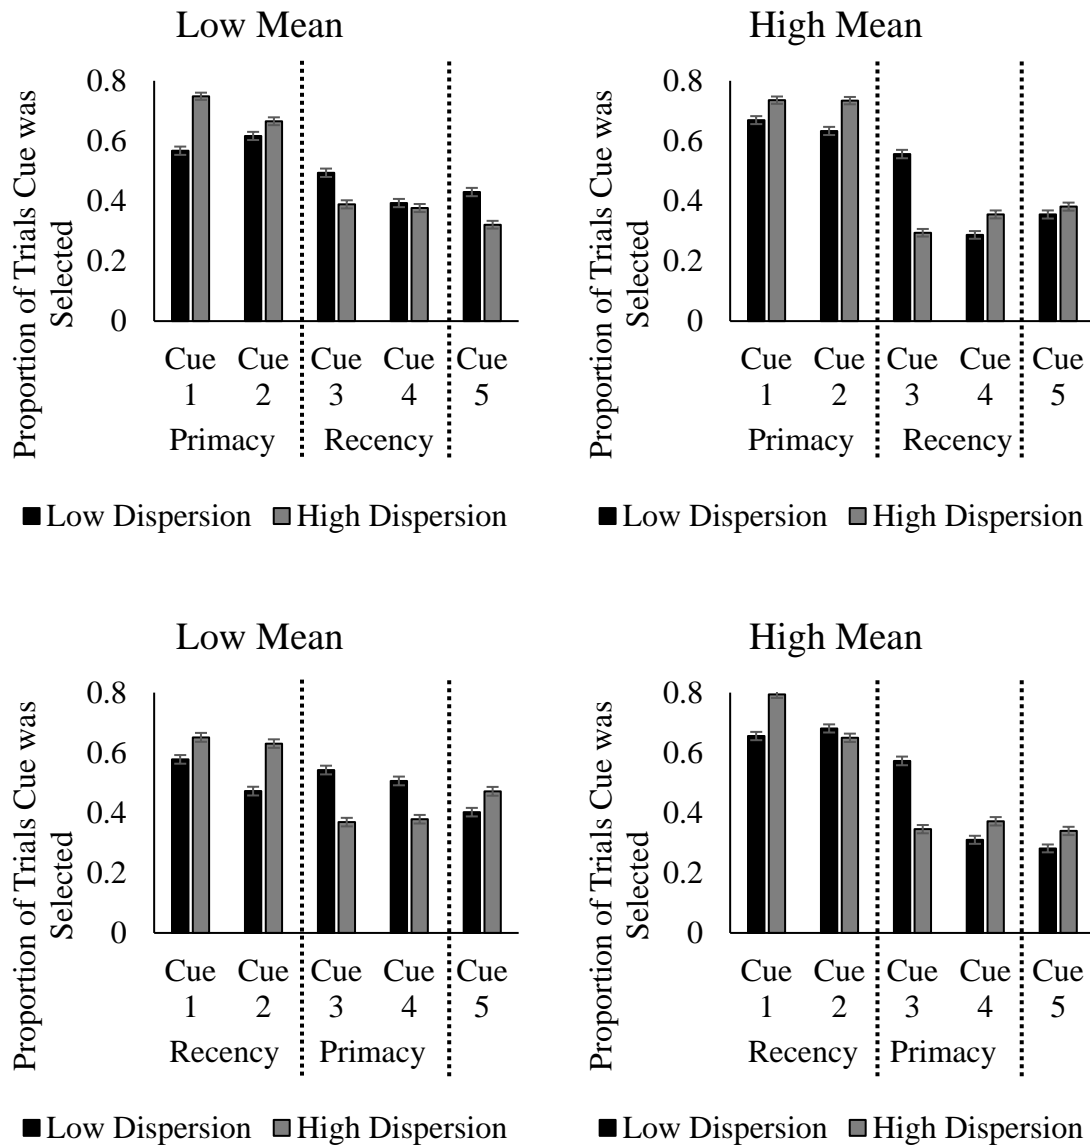 Low Mean
Proportion of Trials Cue was
Selected
0.8
0.6
0.4
0.2
0
Cue 1
Cue 2
Cue 3
Cue 4
Cue 5
Primacy
Recency
Low Dispersion
High Dispersion
High Mean
Proportion of Trials Cue was
Selected
0.8
0.6
0.4
0.2
0
Cue 1
Cue 2
Cue 3
Cue 4
Cue 5
Primacy
Recency
Low Dispersion
High Dispersion
Low Mean
Proportion of Trials Cue was
Selected
0.8
0.6
0.4
0.2
0
Cue 1
Cue 2
Cue 3
Cue 4
Cue 5
Recency
Primacy
Low Dispersion
High Dispersion
High Mean
Proportion of Trials Cue was
Selected
0.8
0.6
0.4
0.2
0
Cue 1
Cue 2
Cue 3
Cue 4
Cue 5
Recency
Primacy
Low Dispersion
High Dispersion